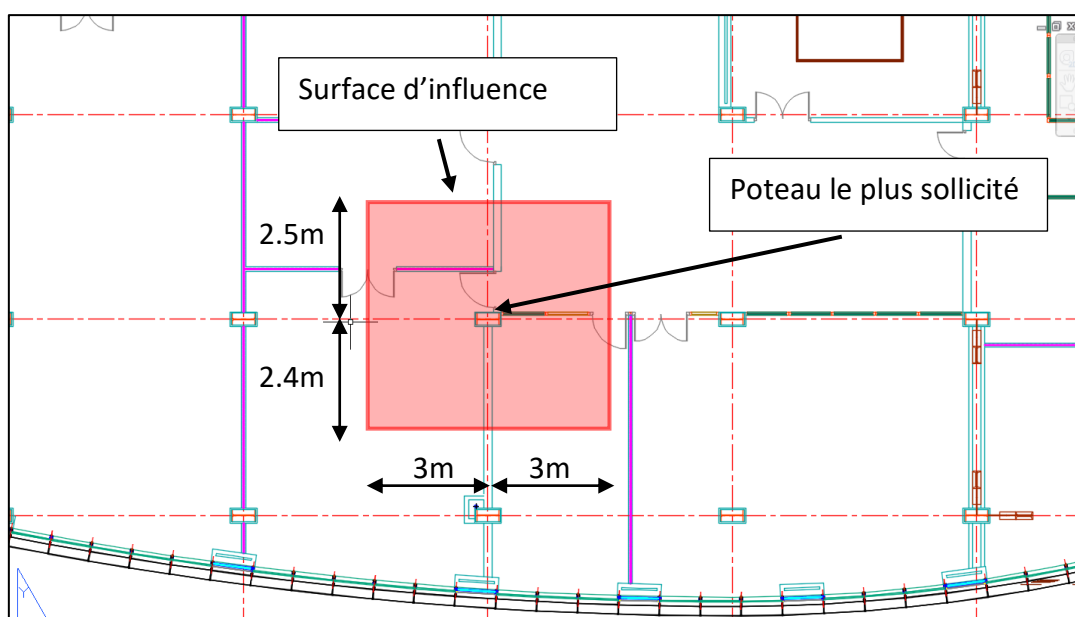 Surface d’influence
Poteau le plus sollicité
2.5m
2.4m
3m
3m